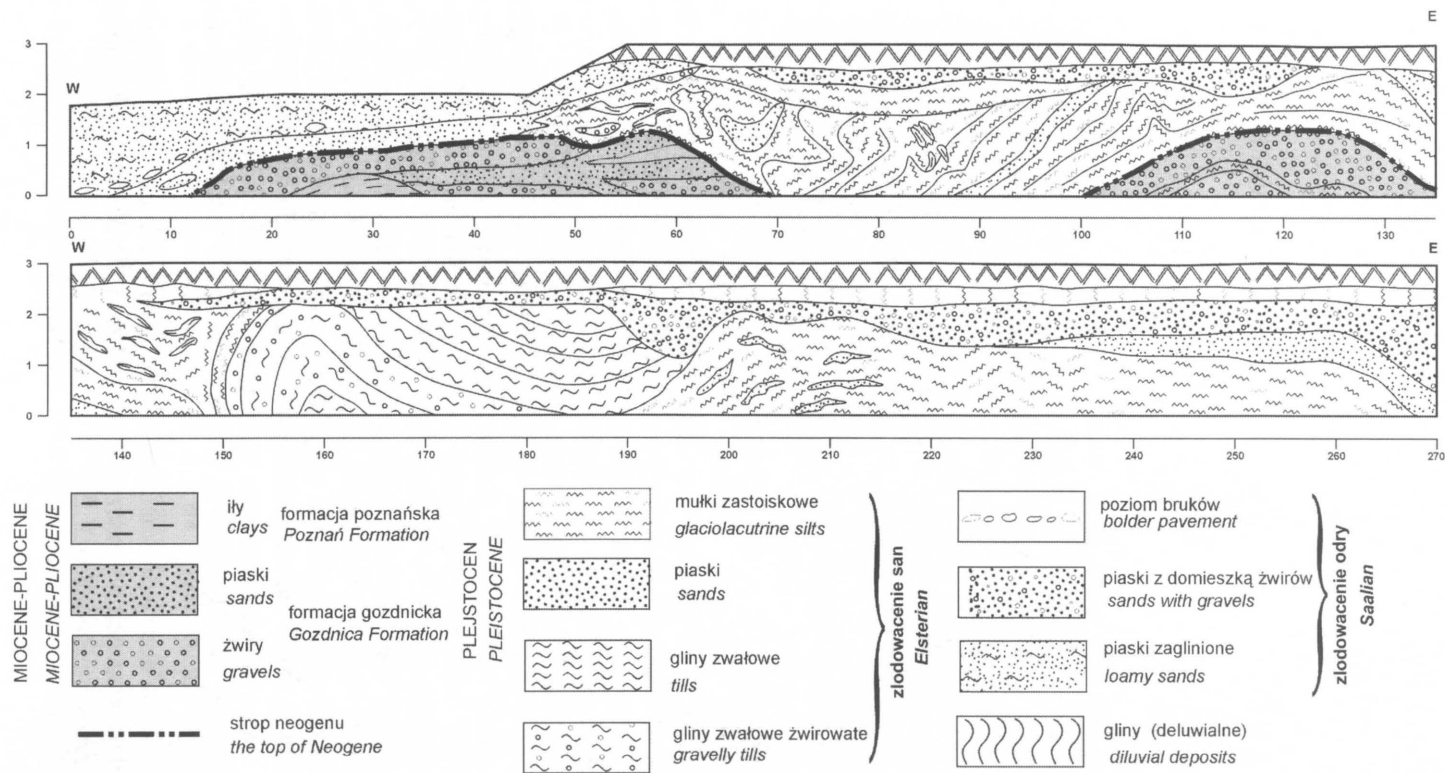 E
3
2
1
0
W
0 10 20 30 40 50 60 70 80 90 100 110 120 130
W E
3
2
1
0
140 150 160 170 180 190 200 210 220 230 240 250 260 270
MIOCENE-PLIOCENE
MIOCENE-PLIOCENE
iły
clays
formacja poznańska
Poznań Formation
piaski
sands
formacja gozdnicka
Gozdnica Formation
żwiry
gravels
strop neogenu
the top of Neogene
PLEJSTOCEN
PLEISTOCENE
mułki zastoiskowe
glaciolacutrine silts
piaski
sands
gliny zwałowe
tills
gliny zwałowe żwirowate
gravelly tills
zlodowacenie san
Elsterian
poziom bruków
bolder pavement
piaski z domieszką żwirów
sands with gravels
piaski zaglinione
loamy sands
gliny (deluwialne)
diluvial deposits
zlodowacenie odry
Saalian